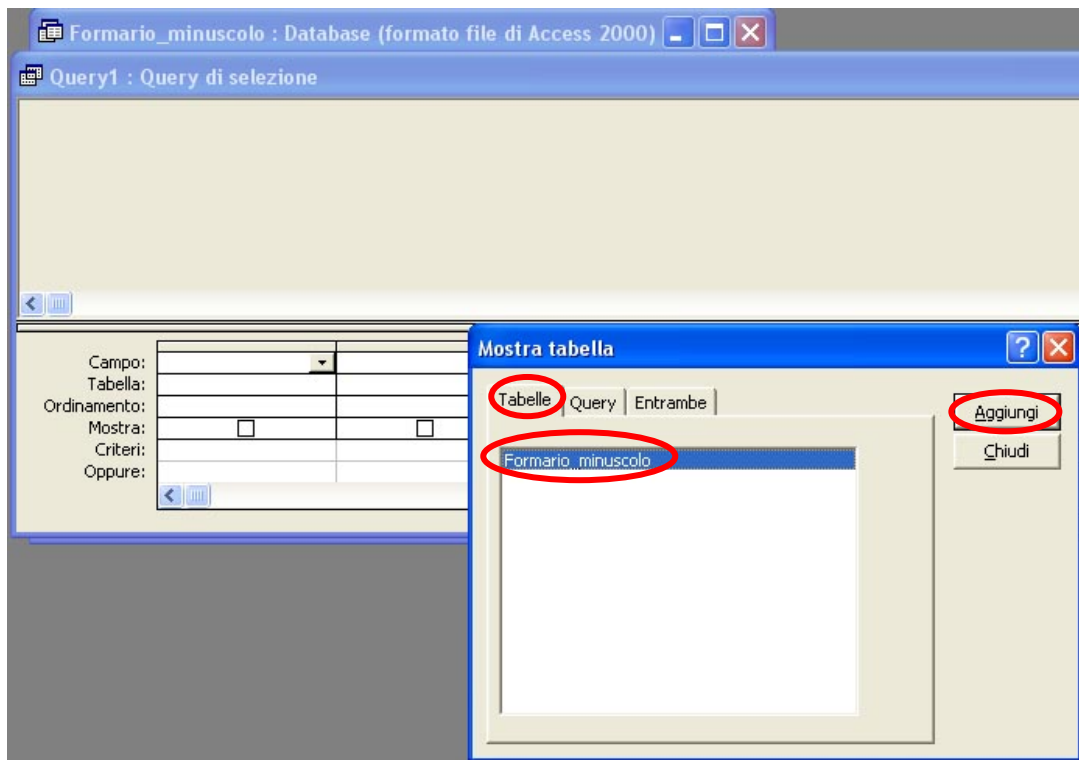 Formario_minuscolo : Database (formato file di Access 2000)
Query1 : Query di selezione
Campo:
Tabella:
Ordinamento:
Mostra:
Criteri:
Oppure:
Mostra tabella
Tabelle Query Entrambe
Formario_minuscolo
Aggiungi
Chiudi